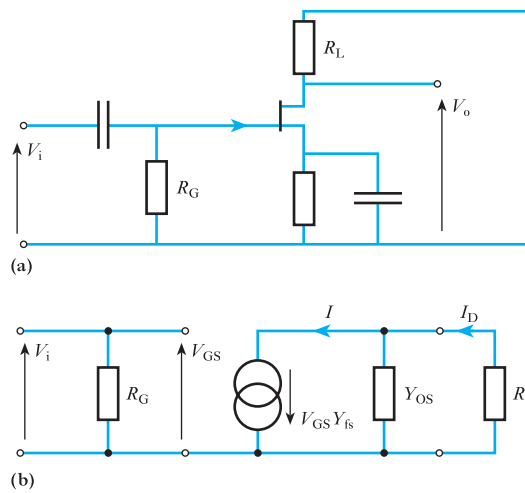 R_L
V_o
V_i
R_G
(a)
I
I_D
V_i
R_G
V_GS
V_GS Y_fs
Y_OS
R
(b)